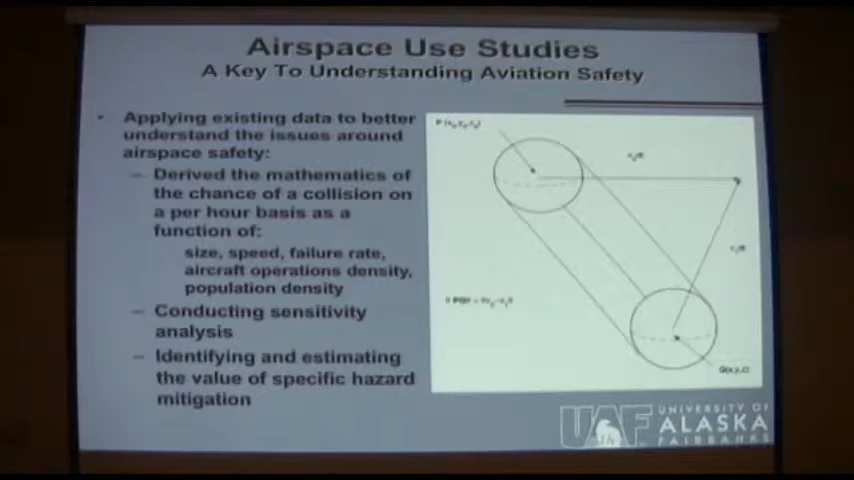 Airspace Use Studies
A Key To Understanding Aviation Safety
• Applying existing data to better
understand the issues around
airspace safety:
– Derived the mathematics of
the chance of a collision on
a per hour basis as a
function of:
size, speed, failure rate,
aircraft operations density,
population density
– Conducting sensitivity
analysis
– Identifying and estimating
the value of specific hazard
mitigation
UAF
UNIVERSITY OF
ALASKA
FAIRBANKS